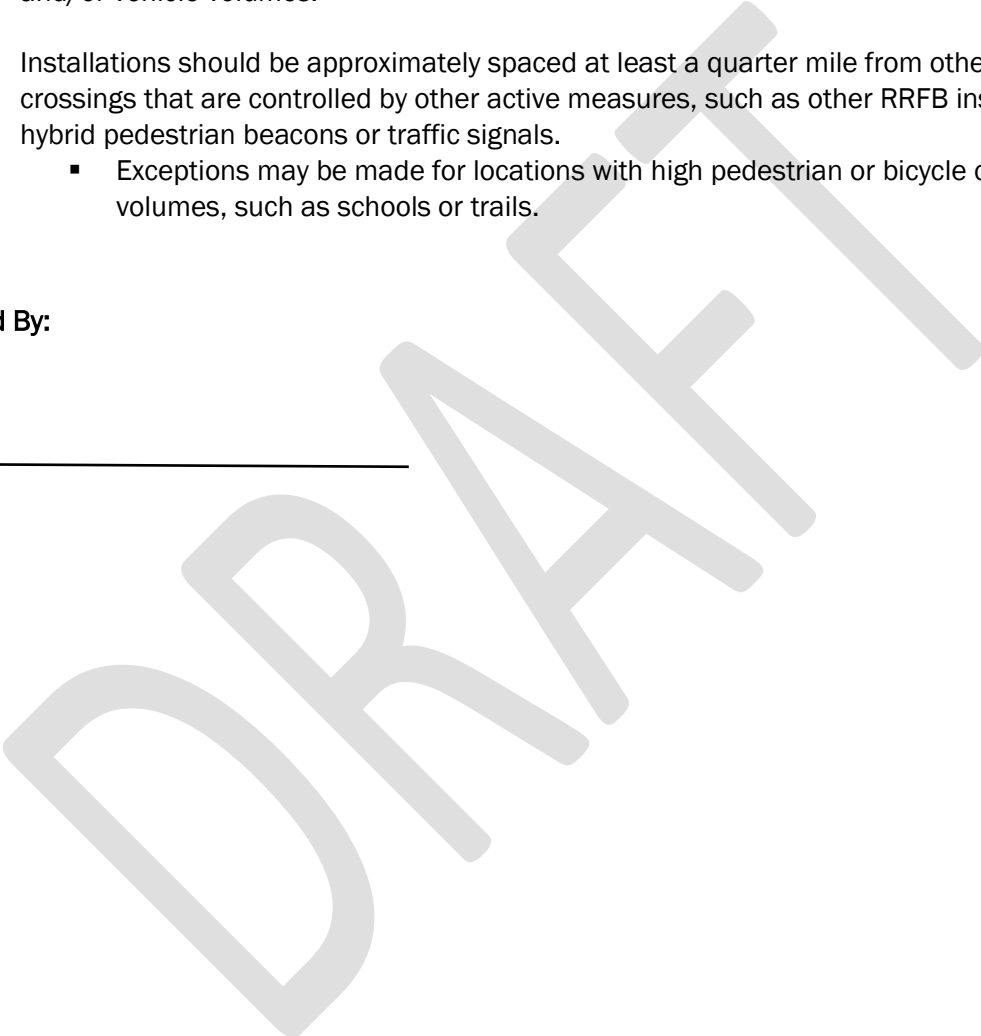 and/or vehicle volumes.
Installations should be approximately spaced at least a quarter mile from othe
crossings that are controlled by other active measures, such as other RRFB ins
hybrid pedestrian beacons or traffic signals.
▪ Exceptions may be made for locations with high pedestrian or bicycle c
volumes, such as schools or trails.
d By:
DRAFT